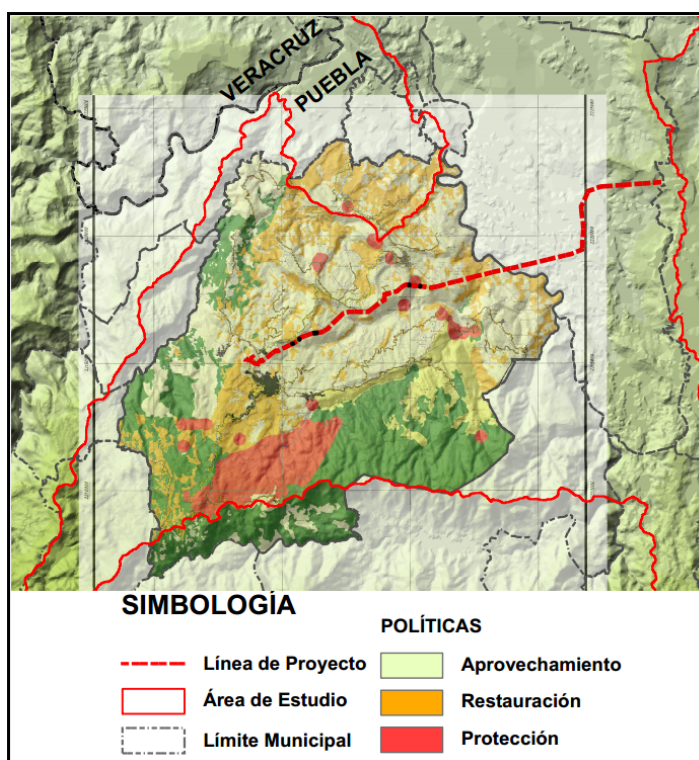 VERACRUZ
PUEBLA
SIMBOLOGÍA
POLÍTICAS
Línea de Proyecto
Aprovechamiento
Área de Estudio
Restauración
Límite Municipal
Protección